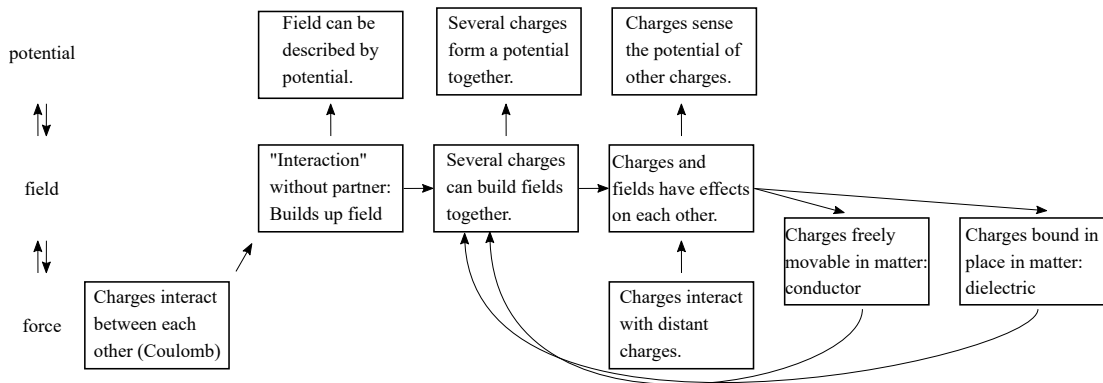 potential
Field can be
described by
potential.
Several charges
form a potential
together.
Charges sense
the potential of
other charges.
field
"Interaction"
without partner:
Builds up field
Several charges
can build fields
together.
Charges and
fields have effects
on each other.
Charges freely
movable in matter:
conductor
Charges bound in
place in matter:
dielectric
force
Charges interact
between each
other (Coulomb)
Charges interact
with distant
charges.